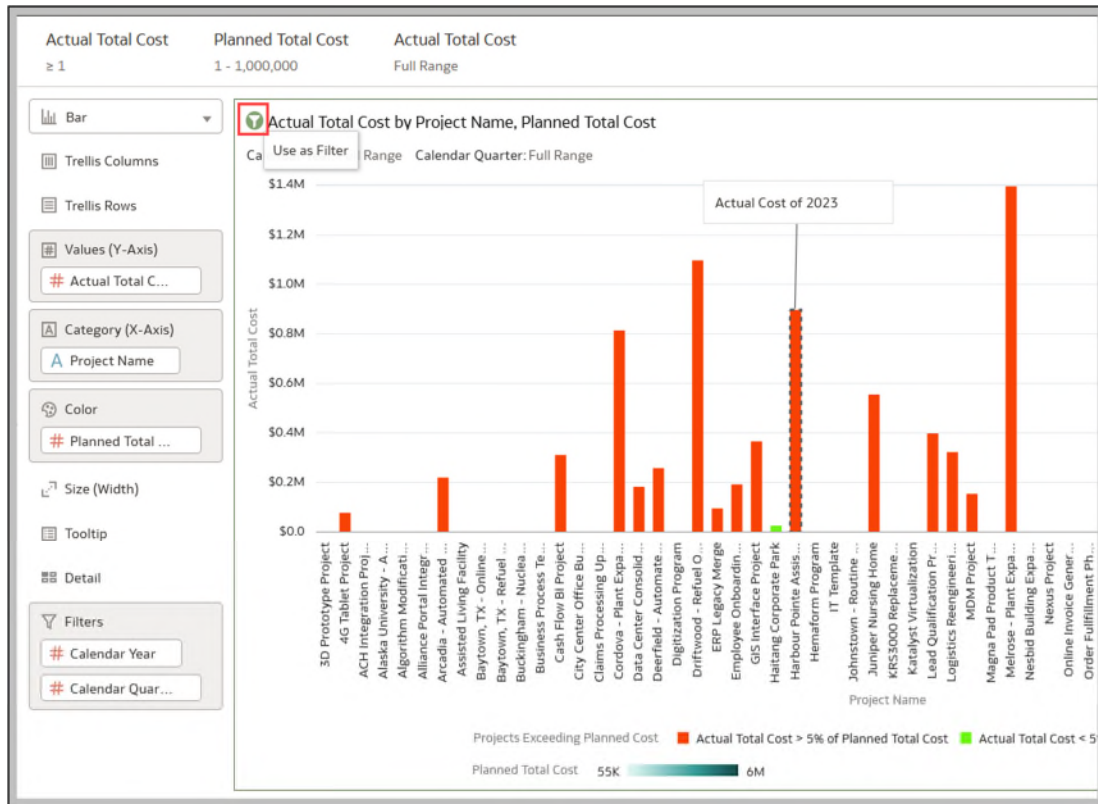 Actual Total Cost Planned Total Cost Actual Total Cost
≥ 1 1 - 1,000,000 Full Range
Bar
Trellis Columns
Trellis Rows
Values (Y-Axis)
# Actual Total C...
Category (X-Axis)
A Project Name
Color
# Planned Total ...
Size (Width)
Tooltip
Detail
Filters
# Calendar Year
# Calendar Quar...
Actual Total Cost by Project Name, Planned Total Cost
Use as Filter
Ca Range Calendar Quarter: Full Range
Actual Cost of 2023
Actual Total Cost
$1.4M
$1.2M
$1.0M
$0.8M
$0.6M
$0.4M
$0.2M
$0.0
3D Prototype Project
4G Tablet Project
ACH Integration Proj...
Alaska University - A...
Algorithm Modificati...
Alliance Portal Integr...
Arcadia - Automated ...
Assisted Living Facility
Baytown, TX - Online...
Baytown, TX - Refuel ...
Buckingham - Nuclea...
Business Process Te...
Cash Flow BI Project
City Center Office Bu...
Claims Processing Up...
Cordova - Plant Expa...
Data Center Consolid...
Deerfield - Automate...
Digitization Program
Driftwood - Refuel O...
ERP Legacy Merge
Employee Onboardin...
GIS Interface Project
Haitang Corporate Park
Harbour Pointe Assis...
Hemaform Program
IT Template
Johnstown - Routine ...
Juniper Nursing Home
KRS3000 Replaceme...
Katalyst Virtualization
Lead Qualification Pr...
Logistics Reengineeri...
MDM Project
Magna Pad Product T...
Melrose - Plant Expa...
Nesbid Building Expa...
Nexus Project
Online Invoice Gener...
Order Fullfillment Ph...
Project Name
Projects Exceeding Planned Cost Actual Total Cost > 5% of Planned Total Cost Actual Total Cost < 5
Planned Total Cost 55K 6M